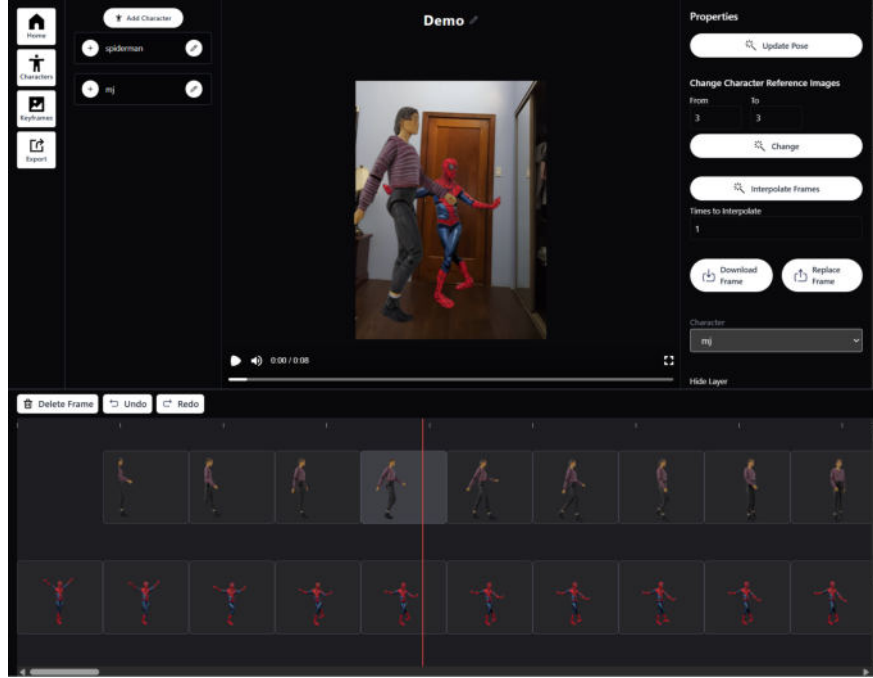 Home
Characters
Keyframes
Export
Add Character
spiderman
mj
Demo
0:00 / 0:08
Properties
Update Pose
Change Character Reference Images
From To
3 3
Change
Interpolate Frames
Times to Interpolate
1
Download
Frame
Replace
Frame
Character
mj
Hide Layer
Delete Frame Undo Redo